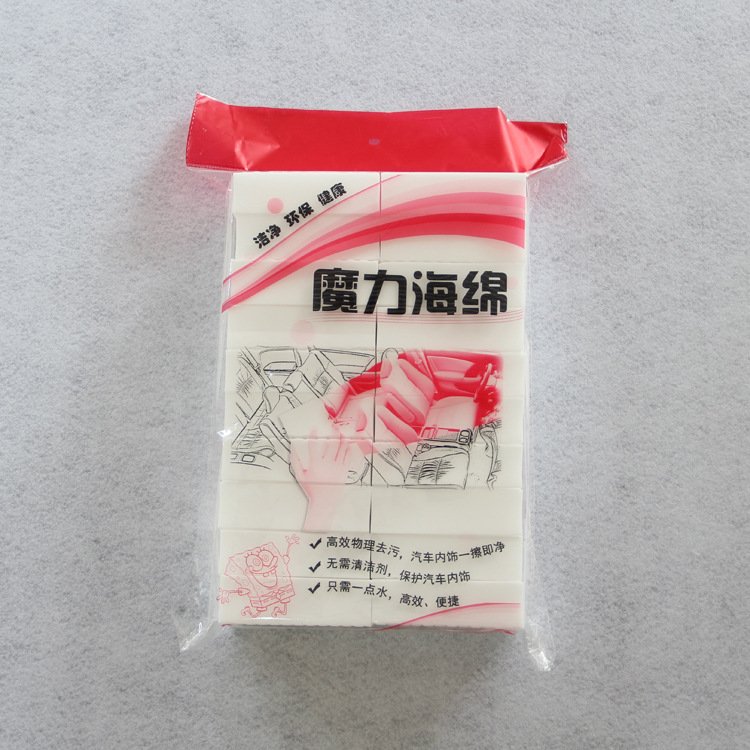 洁净 环保 健康
魔力海绵
✓高效物理去污，汽车内饰一擦即净
✓无需清洁剂，保护汽车内饰
✓只需一点水，高效、便捷